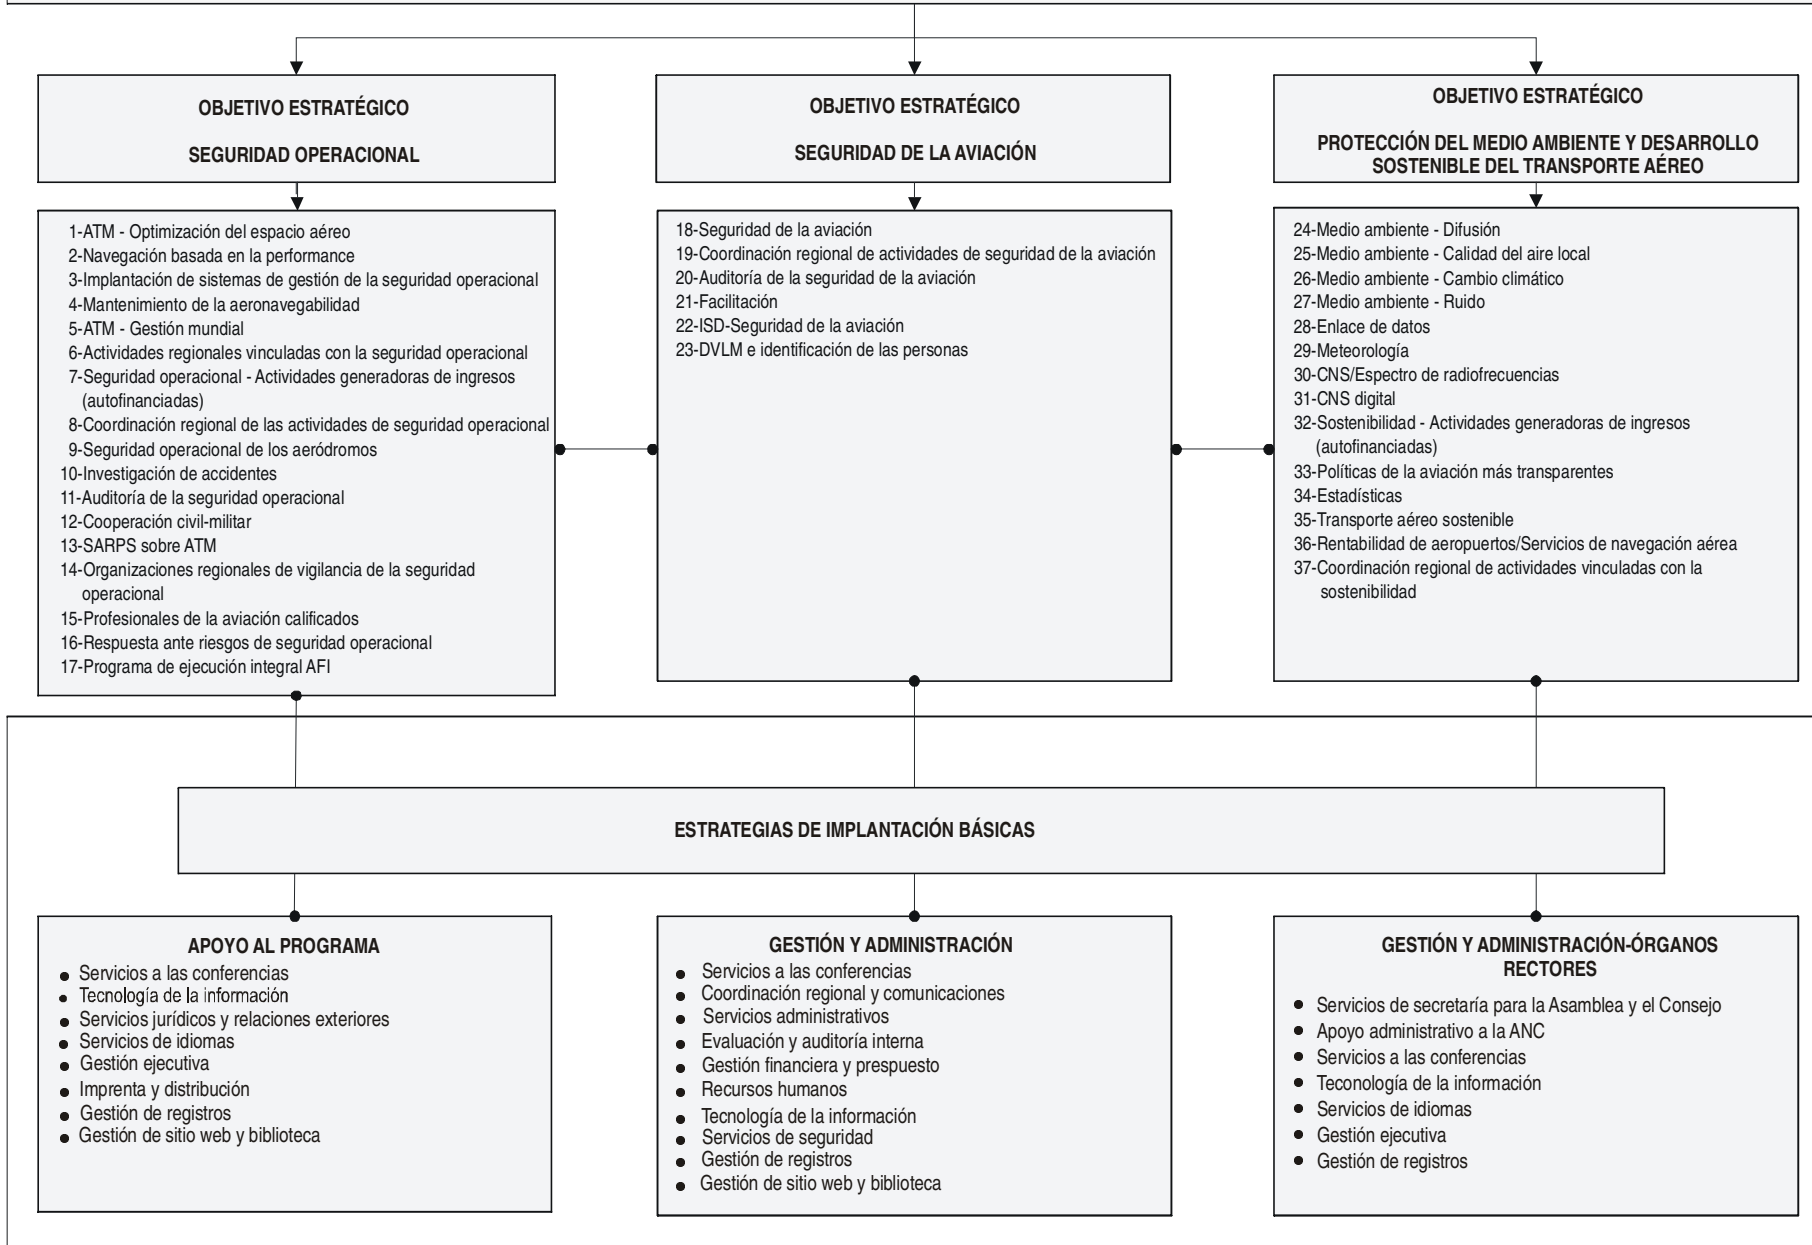 OBJETIVO ESTRATÉGICO
SEGURIDAD OPERACIONAL
OBJETIVO ESTRATÉGICO
SEGURIDAD DE LA AVIACIÓN
OBJETIVO ESTRATÉGICO
PROTECCIÓN DEL MEDIO AMBIENTE Y DESARROLLO
SOSTENIBLE DEL TRANSPORTE AÉREO
1-ATM - Optimización del espacio aéreo
2-Navegación basada en la performance
3-Implantación de sistemas de gestión de la seguridad operacional
4-Mantenimiento de la aeronavegabilidad
5-ATM - Gestión mundial
6-Actividades regionales vinculadas con la seguridad operacional
7-Seguridad operacional - Actividades generadoras de ingresos
(autofinanciadas)
8-Coordinación regional de las actividades de seguridad operacional
9-Seguridad operacional de los aeródromos
10-Investigación de accidentes
11-Auditoría de la seguridad operacional
12-Cooperación civil-militar
13-SARPS sobre ATM
14-Organizaciones regionales de vigilancia de la seguridad
operacional
15-Profesionales de la aviación calificados
16-Respuesta ante riesgos de seguridad operacional
17-Programa de ejecución integral AFI
18-Seguridad de la aviación
19-Coordinación regional de actividades de seguridad de la aviación
20-Auditoría de la seguridad de la aviación
21-Facilitación
22-ISD-Seguridad de la aviación
23-DVLM e identificación de las personas
24-Medio ambiente - Difusión
25-Medio ambiente - Calidad del aire local
26-Medio ambiente - Cambio climático
27-Medio ambiente - Ruido
28-Enlace de datos
29-Meteorología
30-CNS/Espectro de radiofrecuencias
31-CNS digital
32-Sostenibilidad - Actividades generadoras de ingresos
(autofinanciadas)
33-Políticas de la aviación más transparentes
34-Estadísticas
35-Transporte aéreo sostenible
36-Rentabilidad de aeropuertos/Servicios de navegación aérea
37-Coordinación regional de actividades vinculadas con la
sostenibilidad
ESTRATEGIAS DE IMPLANTACIÓN BÁSICAS
APOYO AL PROGRAMA
● Servicios a las conferencias
● Tecnología de la información
● Servicios jurídicos y relaciones exteriores
● Servicios de idiomas
● Gestión ejecutiva
● Imprenta y distribución
● Gestión de registros
● Gestión de sitio web y biblioteca
GESTIÓN Y ADMINISTRACIÓN
● Servicios a las conferencias
● Coordinación regional y comunicaciones
● Servicios administrativos
● Evaluación y auditoría interna
● Gestión financiera y prespuesto
● Recursos humanos
● Tecnología de la información
● Servicios de seguridad
● Gestión de registros
● Gestión de sitio web y biblioteca
GESTIÓN Y ADMINISTRACIÓN-ÓRGANOS
RECTORES
● Servicios de secretaría para la Asamblea y el Consejo
● Apoyo administrativo a la ANC
● Servicios a las conferencias
● Teconología de la información
● Servicios de idiomas
● Gestión ejecutiva
● Gestión de registros